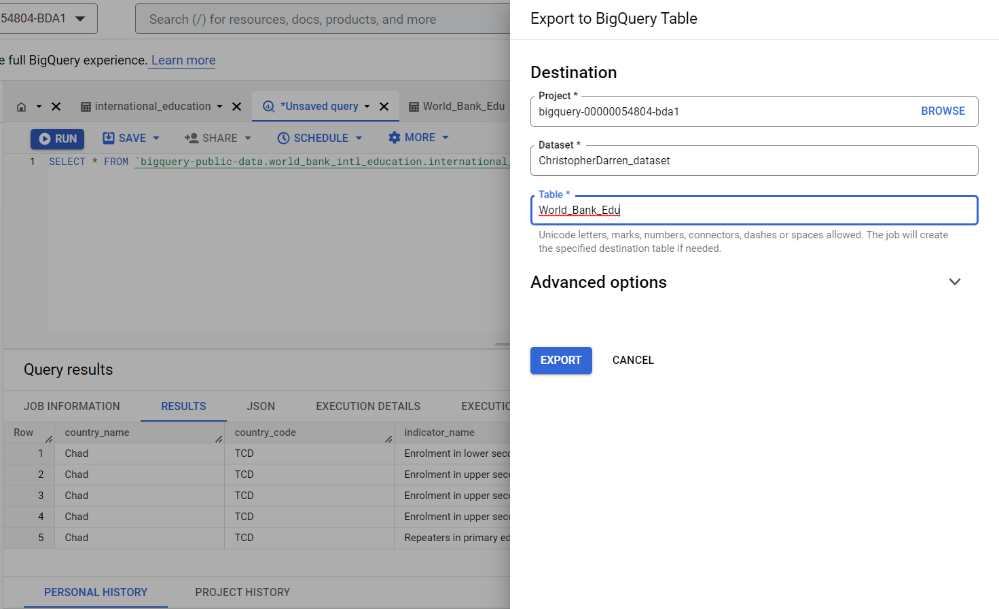 54804-BDA1
Search (/) for resources, docs, products, and more
e full BigQuery experience. Learn more
international_education
*Unsaved query
World_Bank_Edu
RUN
SAVE
SHARE
SCHEDULE
MORE
1 SELECT * FROM `bigquery-public-data.world_bank_intl_education.international_
Query results
JOB INFORMATION
RESULTS
JSON
EXECUTION DETAILS
EXECUTIO
Row country_name country_code indicator_name
1 Chad TCD Enrolment in lower seco
2 Chad TCD Enrolment in upper seco
3 Chad TCD Enrolment in upper seco
4 Chad TCD Enrolment in upper seco
5 Chad TCD Repeaters in primary ed
PERSONAL HISTORY
PROJECT HISTORY
Export to BigQuery Table
Destination
Project *
bigquery-00000054804-bda1
BROWSE
Dataset *
ChristopherDarren_dataset
Table *
World_Bank_Edu
Unicode letters, marks, numbers, connectors, dashes or spaces allowed. The job will create
the specified destination table if needed.
Advanced options
EXPORT
CANCEL